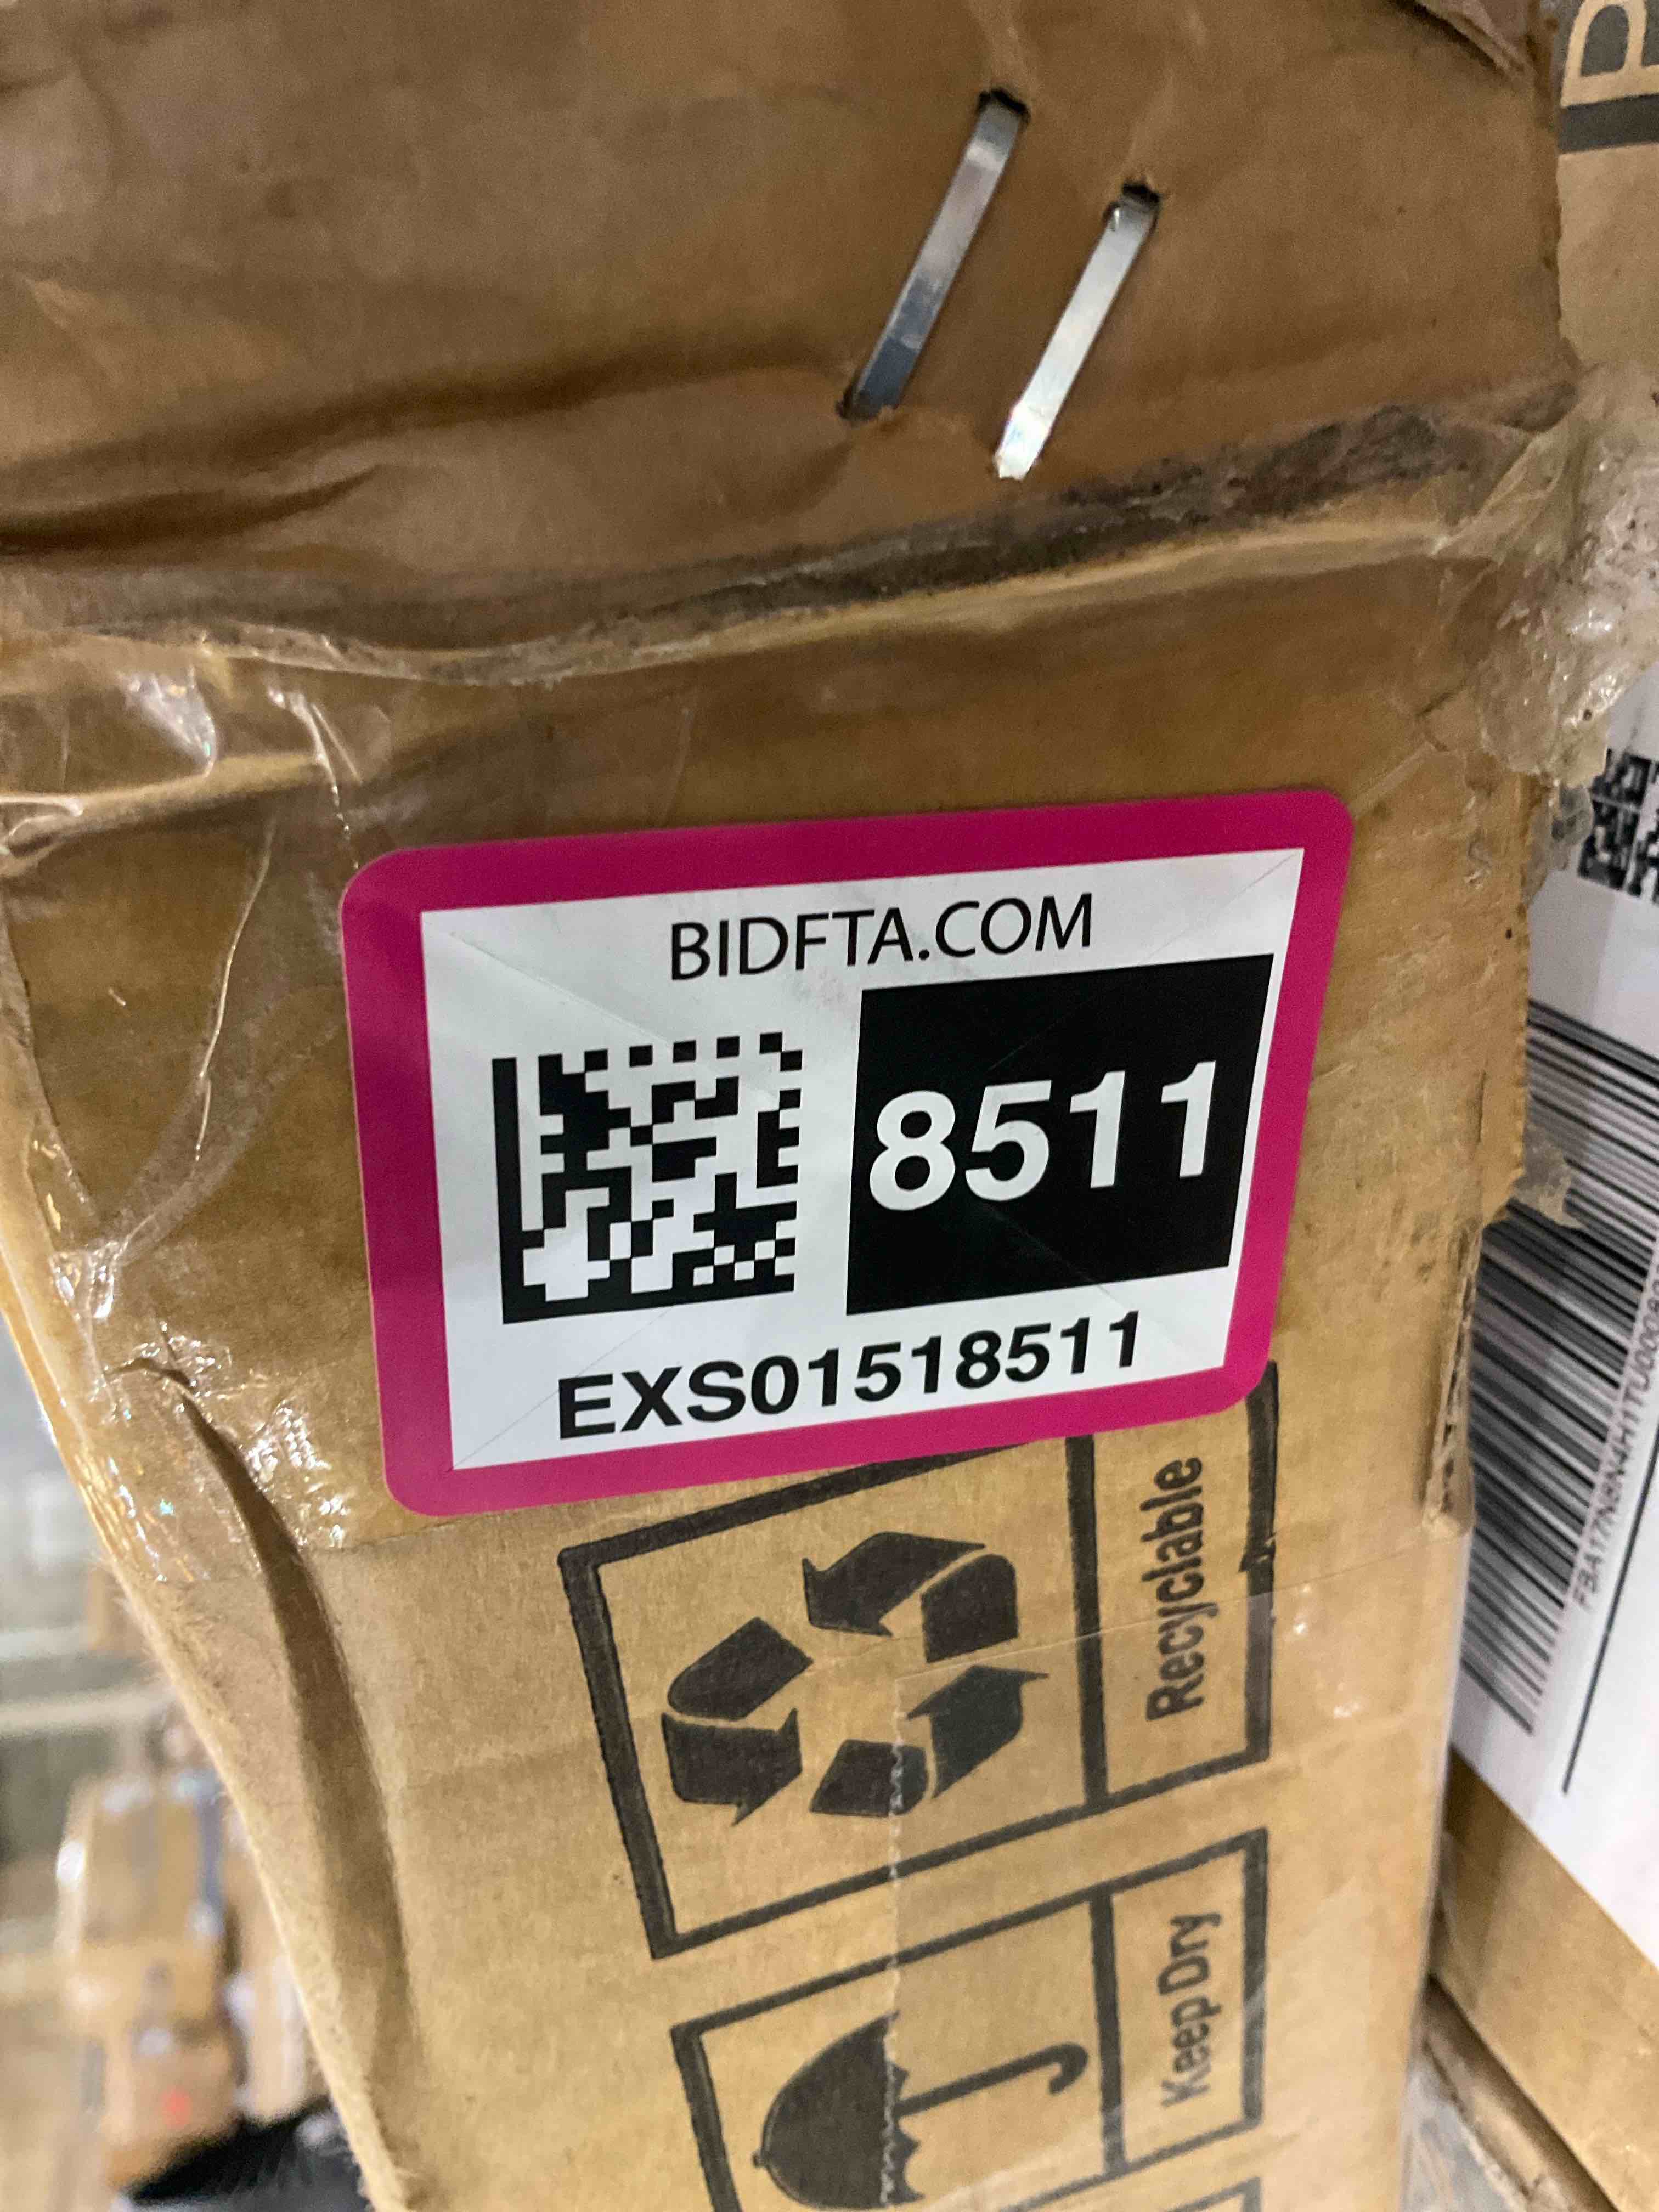 BIDFTA.COM
8511
EXS01518511
Recyclable
Keep Dry